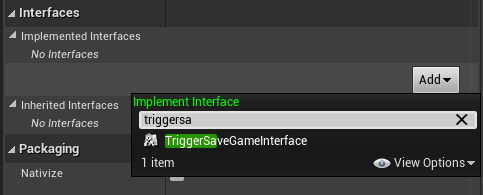 Interfaces
Implemented Interfaces
No Interfaces
Add
Inherited Interfaces
No Interfaces
Implement Interface
triggersa
TriggerSaveGameInterface
1 item
View Options
Packaging
Nativize